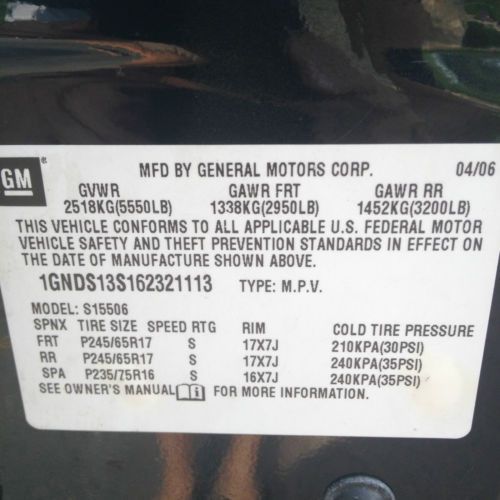 GM
MFD BY GENERAL MOTORS CORP. 04/06
GVWR GAWR FRT GAWR RR
2518KG(5550LB) 1338KG(2950LB) 1452KG(3200LB)
THIS VEHICLE CONFORMS TO ALL APPLICABLE U.S. FEDERAL MOTOR
VEHICLE SAFETY AND THEFT PREVENTION STANDARDS IN EFFECT ON
THE DATE OF MANUFACTURE SHOWN ABOVE.
1GNDS13S162321113 TYPE: M.P.V.
MODEL: S15506
SPNX TIRE SIZE SPEED RTG RIM COLD TIRE PRESSURE
FRT P245/65R17 S 17X7J 210KPA(30PSI)
RR P245/65R17 S 17X7J 240KPA(35PSI)
SPA P235/75R16 S 16X7J 240KPA(35PSI)
SEE OWNER'S MANUAL FOR MORE INFORMATION.